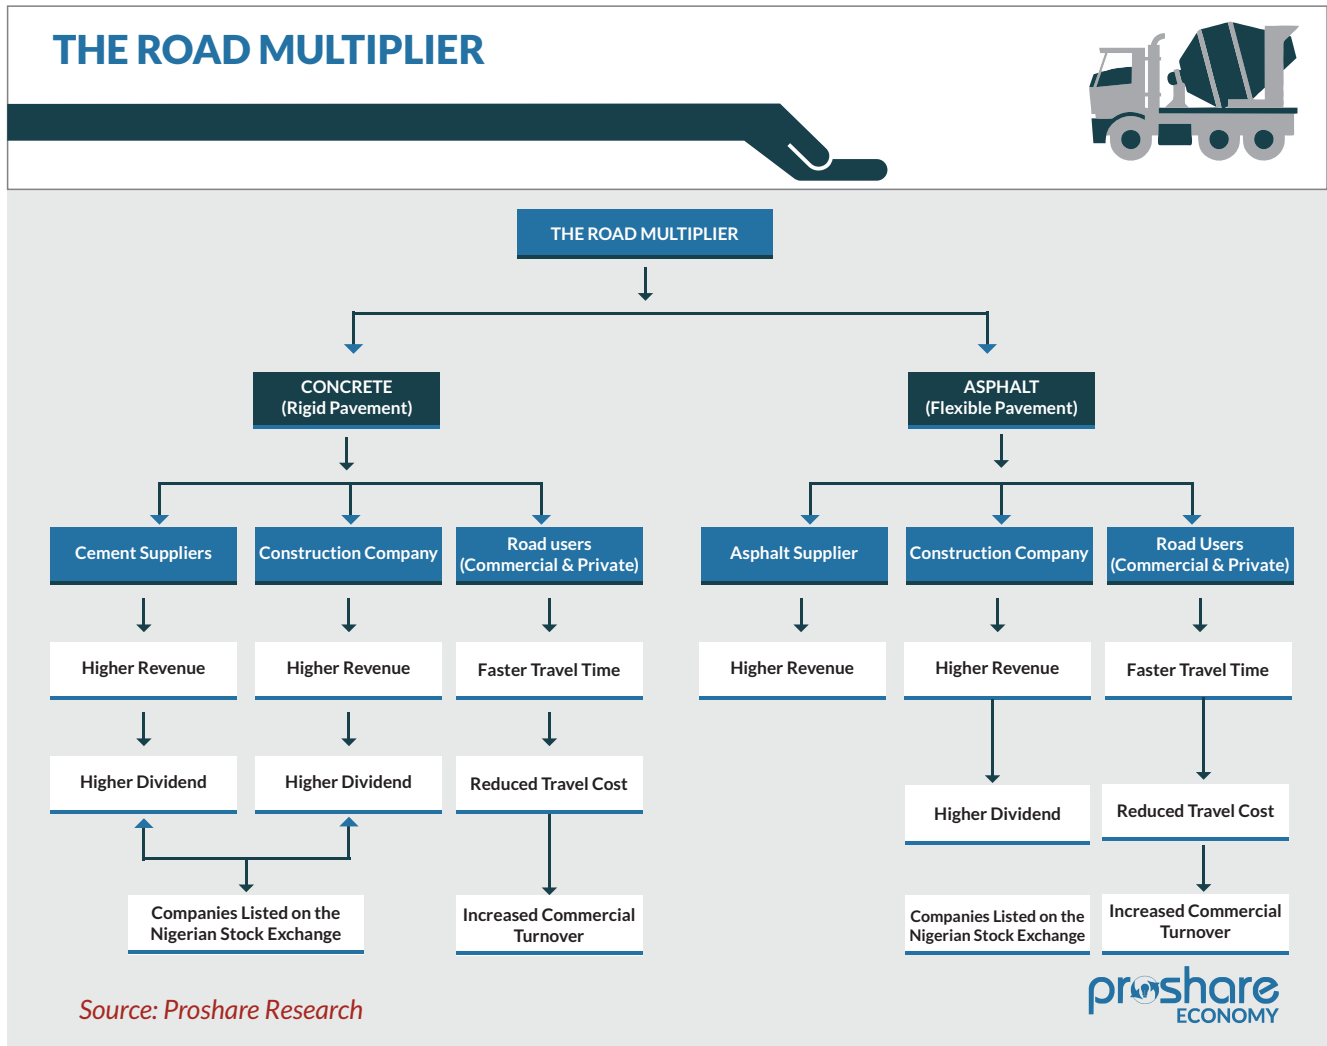 THE ROAD MULTIPLIER
THE ROAD MULTIPLIER
CONCRETE
(Rigid Pavement)
ASPHALT
(Flexible Pavement)
Cement Suppliers
Construction Company
Road users
(Commercial & Private)
Asphalt Supplier
Construction Company
Road Users
(Commercial & Private)
Higher Revenue
Higher Revenue
Faster Travel Time
Higher Revenue
Higher Revenue
Faster Travel Time
Higher Dividend
Higher Dividend
Reduced Travel Cost
Higher Dividend
Reduced Travel Cost
Companies Listed on the
Nigerian Stock Exchange
Increased Commercial
Turnover
Companies Listed on the
Nigerian Stock Exchange
Increased Commercial
Turnover
Source: Proshare Research
proshare
ECONOMY